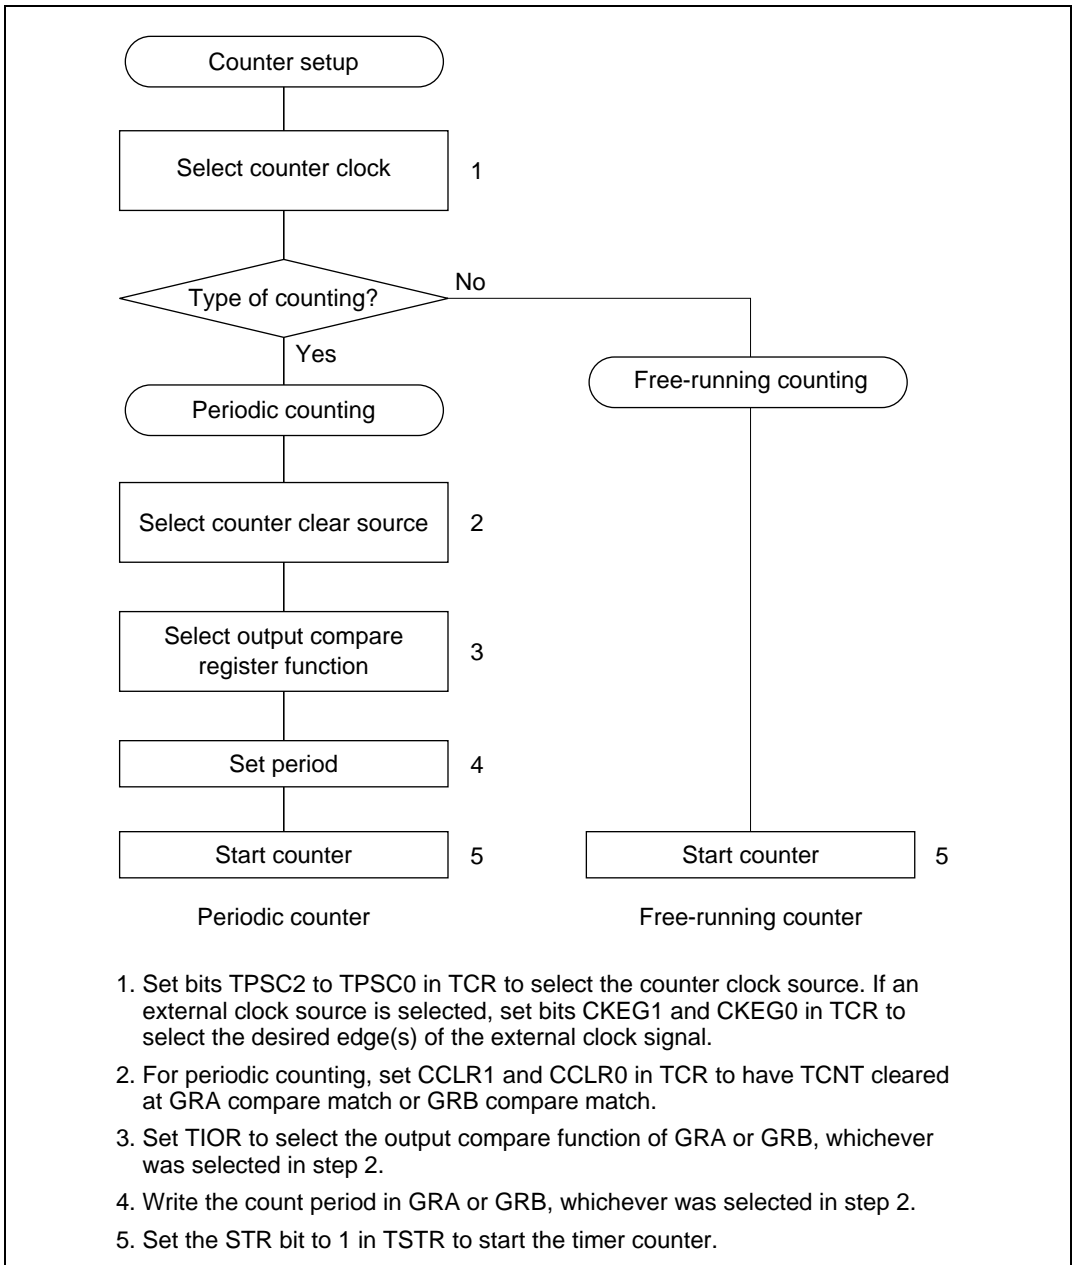 Counter setup
Select counter clock
1
Type of counting?
No
Yes
Free-running counting
Periodic counting
Select counter clear source
2
Select output compare
register function
3
Set period
4
Start counter
5
Start counter
5
Periodic counter
Free-running counter
1. Set bits TPSC2 to TPSC0 in TCR to select the counter clock source. If an
external clock source is selected, set bits CKEG1 and CKEG0 in TCR to
select the desired edge(s) of the external clock signal.
2. For periodic counting, set CCLR1 and CCLR0 in TCR to have TCNT cleared
at GRA compare match or GRB compare match.
3. Set TIOR to select the output compare function of GRA or GRB, whichever
was selected in step 2.
4. Write the count period in GRA or GRB, whichever was selected in step 2.
5. Set the STR bit to 1 in TSTR to start the timer counter.